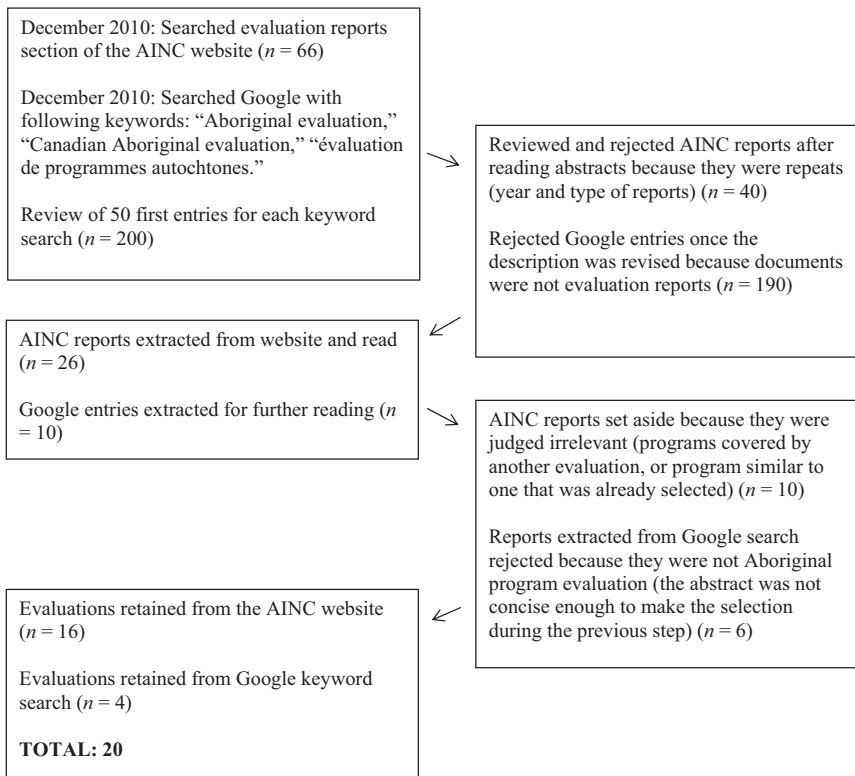 December 2010: Searched evaluation reports
section of the AINC website (n = 66)
December 2010: Searched Google with
following keywords: “Aboriginal evaluation,”
“Canadian Aboriginal evaluation,” “évaluation
de programmes autochtones.”
Review of 50 first entries for each keyword
search (n = 200)
Reviewed and rejected AINC reports after
reading abstracts because they were repeats
(year and type of reports) (n = 40)
Rejected Google entries once the
description was revised because documents
were not evaluation reports (n = 190)
AINC reports extracted from website and read
(n = 26)
Google entries extracted for further reading (n
= 10)
AINC reports set aside because they were
judged irrelevant (programs covered by
another evaluation, or program similar to
one that was already selected) (n = 10)
Reports extracted from Google search
rejected because they were not Aboriginal
program evaluation (the abstract was not
concise enough to make the selection
during the previous step) (n = 6)
Evaluations retained from the AINC website
(n = 16)
Evaluations retained from Google keyword
search (n = 4)
TOTAL: 20